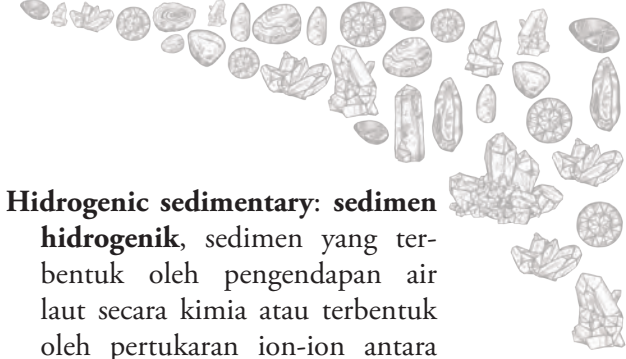 Hidrogenic sedimentary: sedimen
hidrogenik, sedimen yang ter-
bentuk oleh pengendapan air
laut secara kimia atau terbentuk
oleh pertukaran ion-ion antara